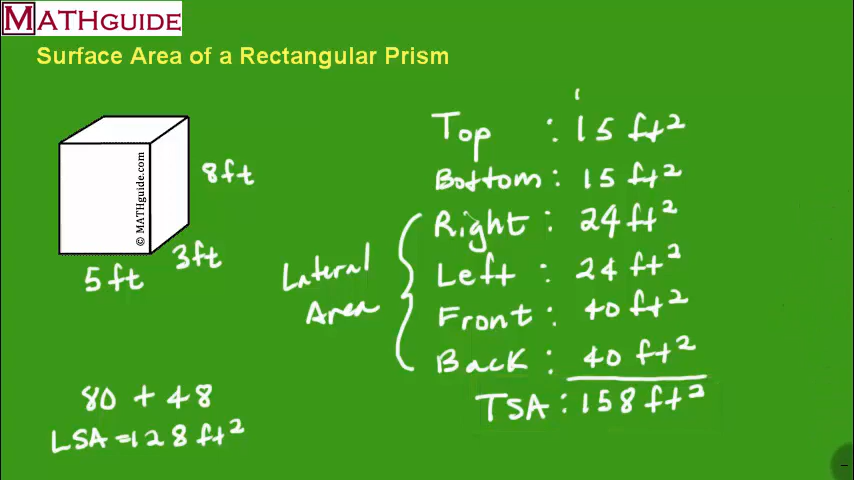 MATHGUIDE
Surface Area of a Rectangular Prism
© MATHguide.com
8ft
3ft
5ft
1
Top : 15 ft²
Bottom : 15 ft²
Right : 24 ft²
Left : 24 ft²
Front : 40 ft²
Back : 40 ft²
TSA : 158 ft²
Lateral
Area
80 + 48
LSA = 128 ft²